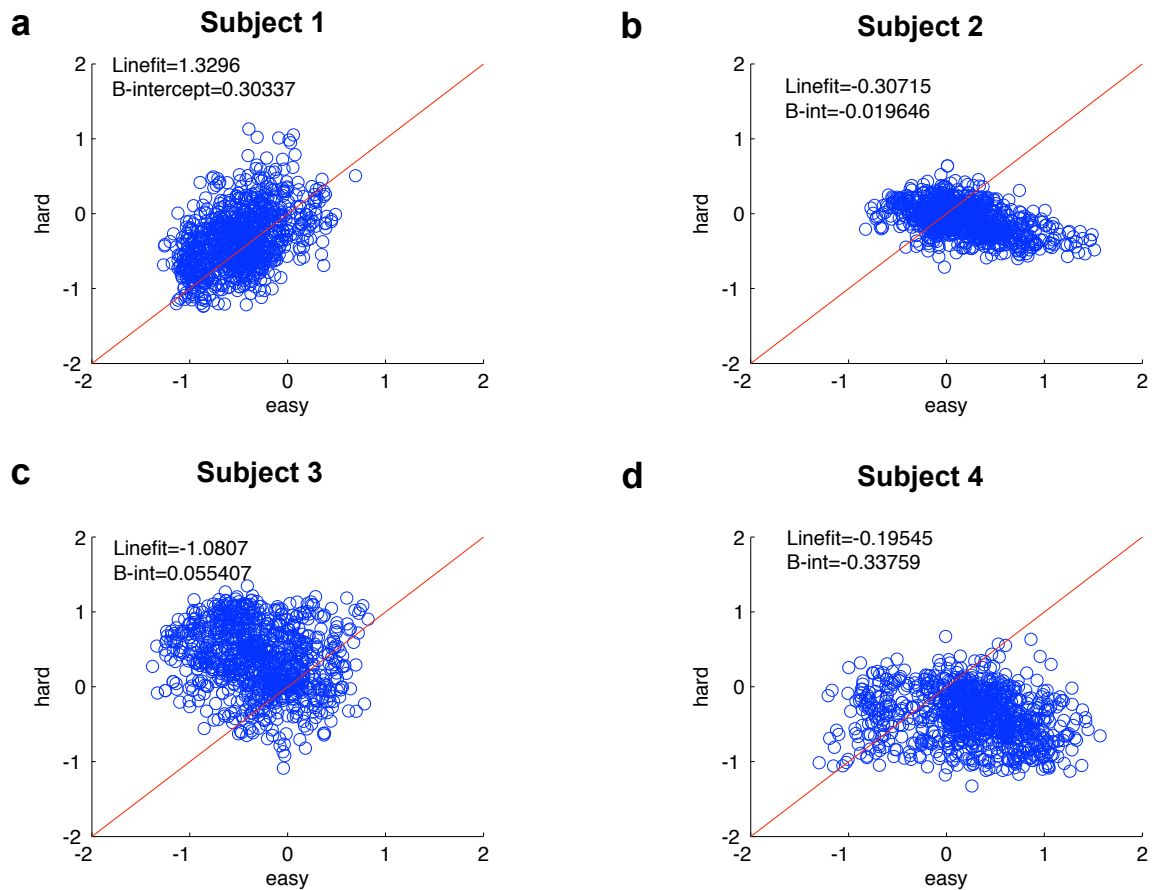 a
Subject 1
Linefit=1.3296
B-intercept=0.30337
2
1
0
-1
-2
hard
-2
-1
0
1
2
easy
b
Subject 2
Linefit=-0.30715
B-int=-0.019646
2
1
0
-1
-2
hard
-2
-1
0
1
2
easy
c
Subject 3
Linefit=-1.0807
B-int=0.055407
2
1
0
-1
-2
hard
-2
-1
0
1
2
easy
d
Subject 4
Linefit=-0.19545
B-int=-0.33759
2
1
0
-1
-2
hard
-2
-1
0
1
2
easy